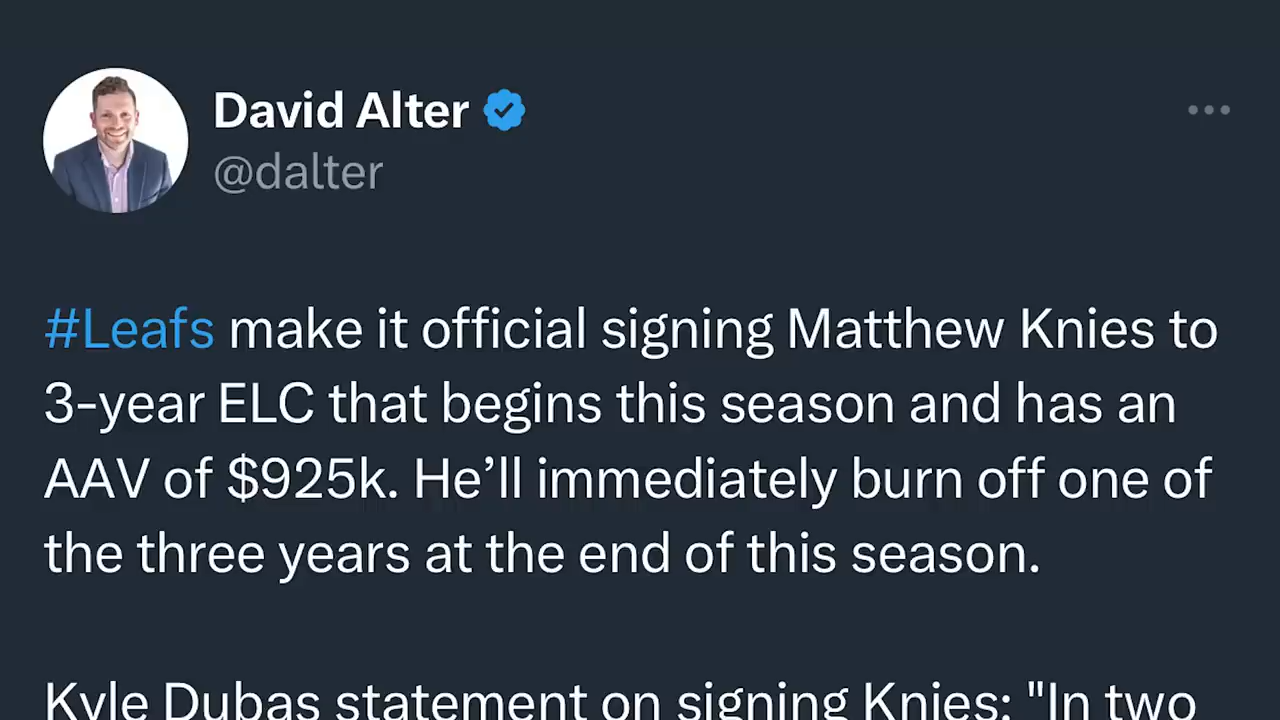 David Alter
@dalter
#Leafs make it official signing Matthew Knies to
3-year ELC that begins this season and has an
AAV of $925k. He’ll immediately burn off one of
the three years at the end of this season.
Kyle Dubas statement on signing Knies: "In two